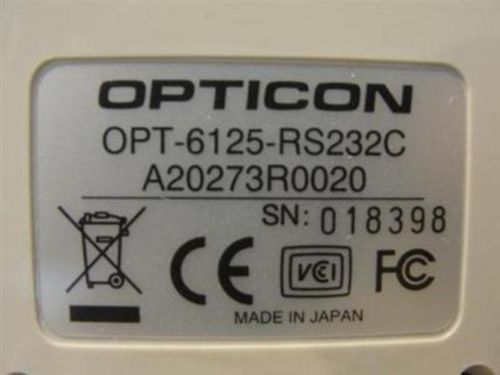 OPTICON
OPT-6125-RS232C
A20273R0020
SN: 018398
CE VCI FC
MADE IN JAPAN